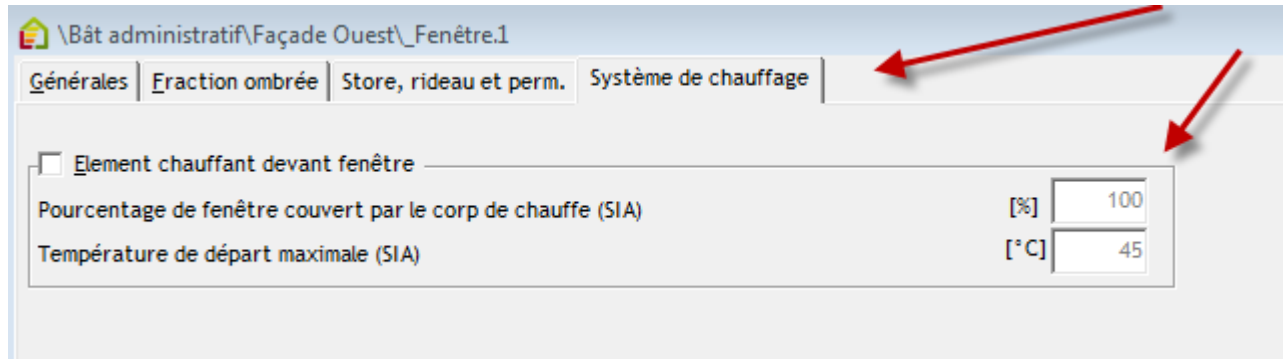 \Bât administratif\Façade Ouest\_Fenêtre.1
Générales Fraction ombrée Store, rideau et perm. Système de chauffage
Element chauffant devant fenêtre
Pourcentage de fenêtre couvert par le corp de chauffe (SIA) [%] 100
Température de départ maximale (SIA) [°C] 45